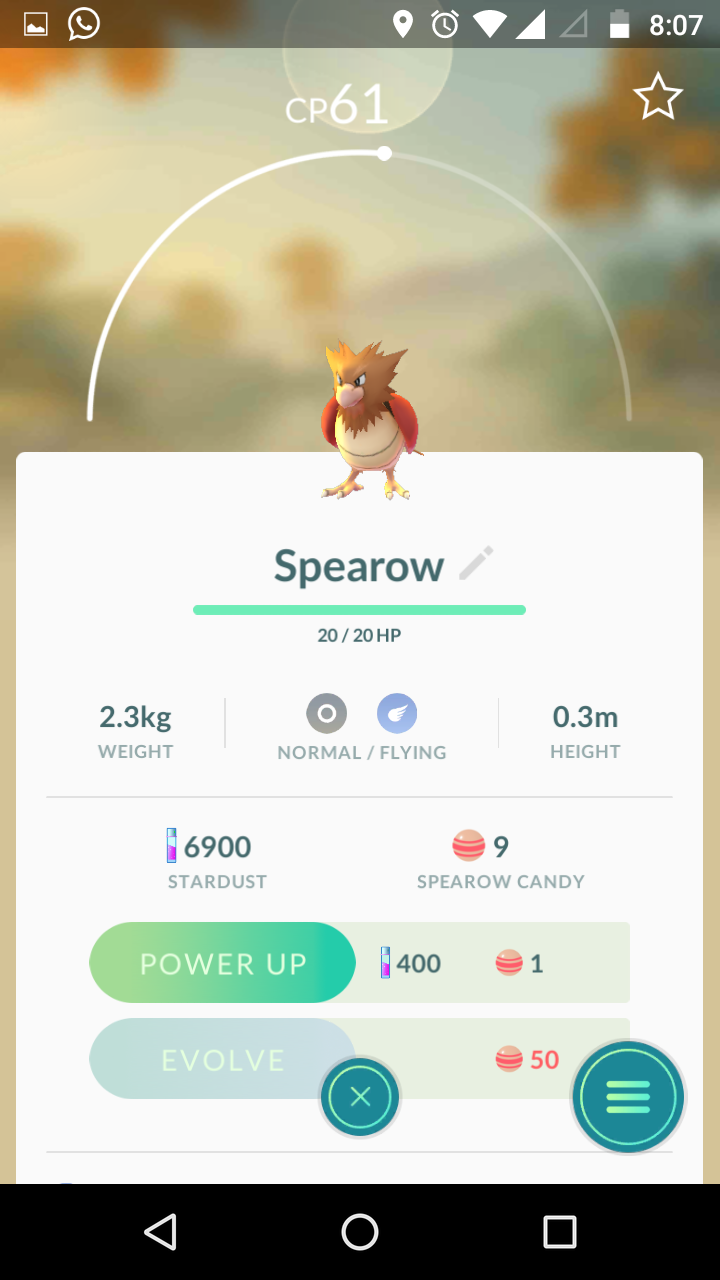 8:07
CP61
Spearow
20 / 20 HP
2.3kg
WEIGHT
NORMAL / FLYING
0.3m
HEIGHT
6900
STARDUST
9
SPEAROW CANDY
POWER UP 400 1
EVOLVE 50